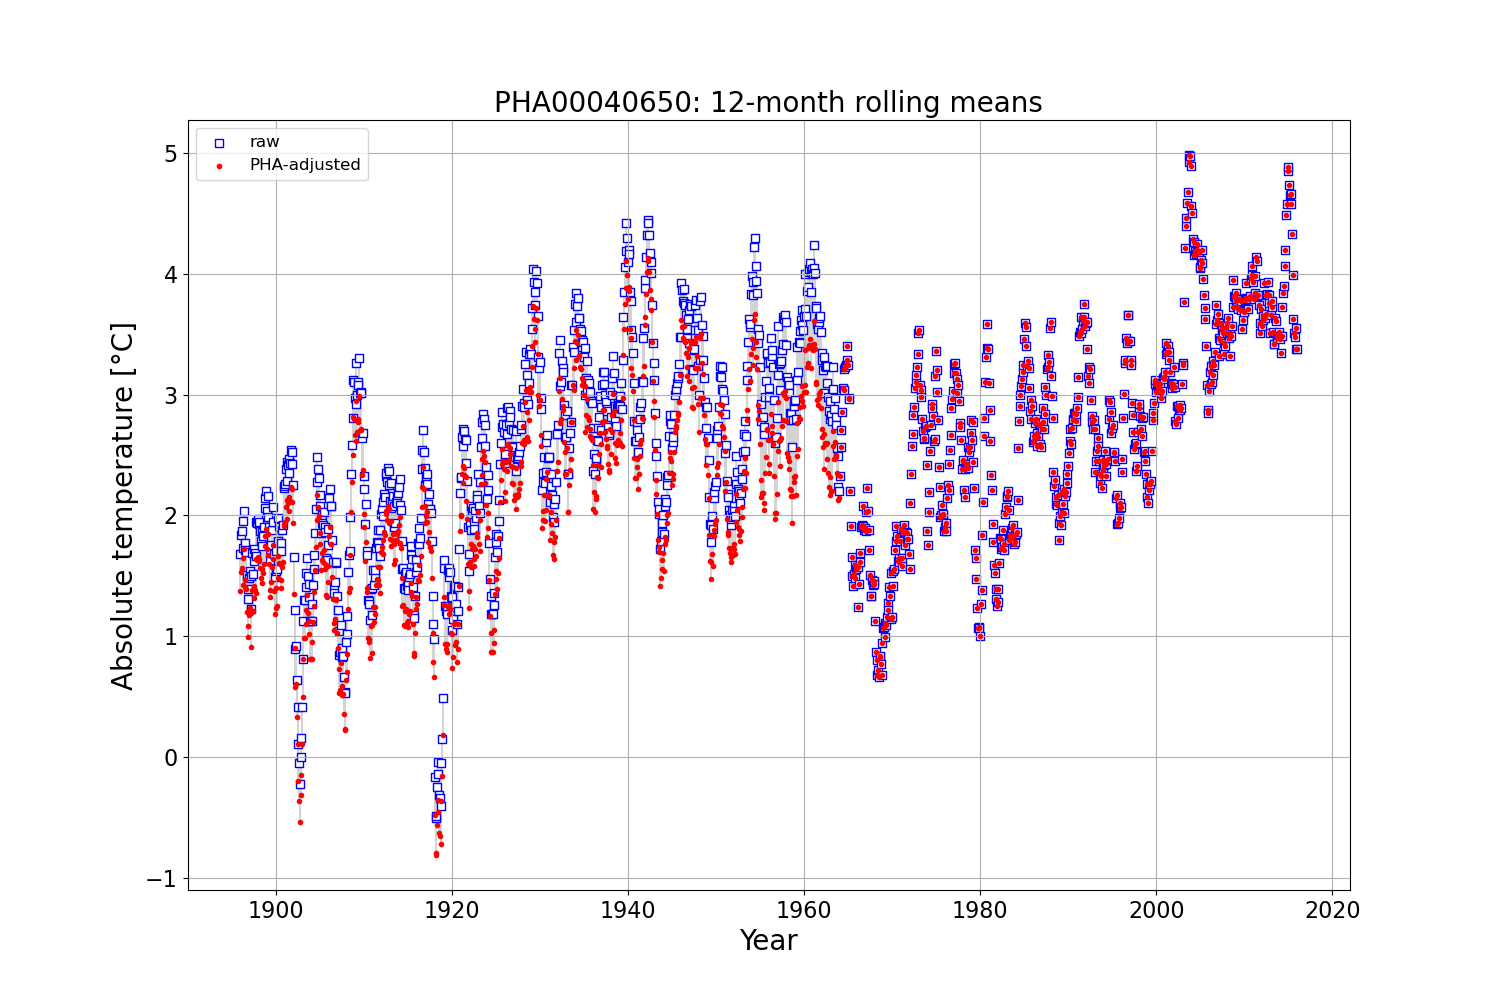 PHA00040650: 12-month rolling means
raw
PHA-adjusted
Absolute temperature [°C]
5
4
3
2
1
0
−1
1900 1920 1940 1960 1980 2000 2020
Year